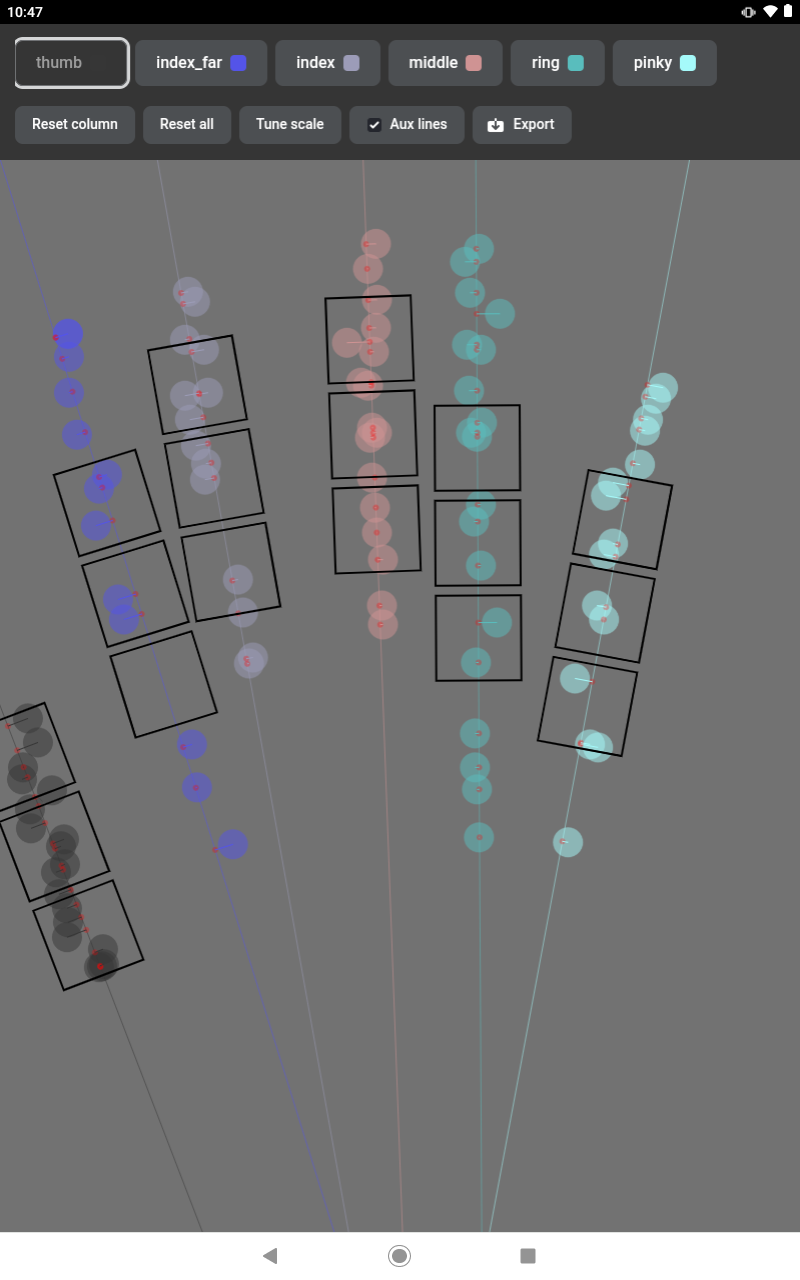 10:47
thumb index_far index middle ring pinky
Reset column Reset all Tune scale Aux lines Export